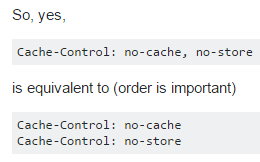 So, yes,
Cache-Control: no-cache, no-store
is equivalent to (order is important)
Cache-Control: no-cache
Cache-Control: no-store